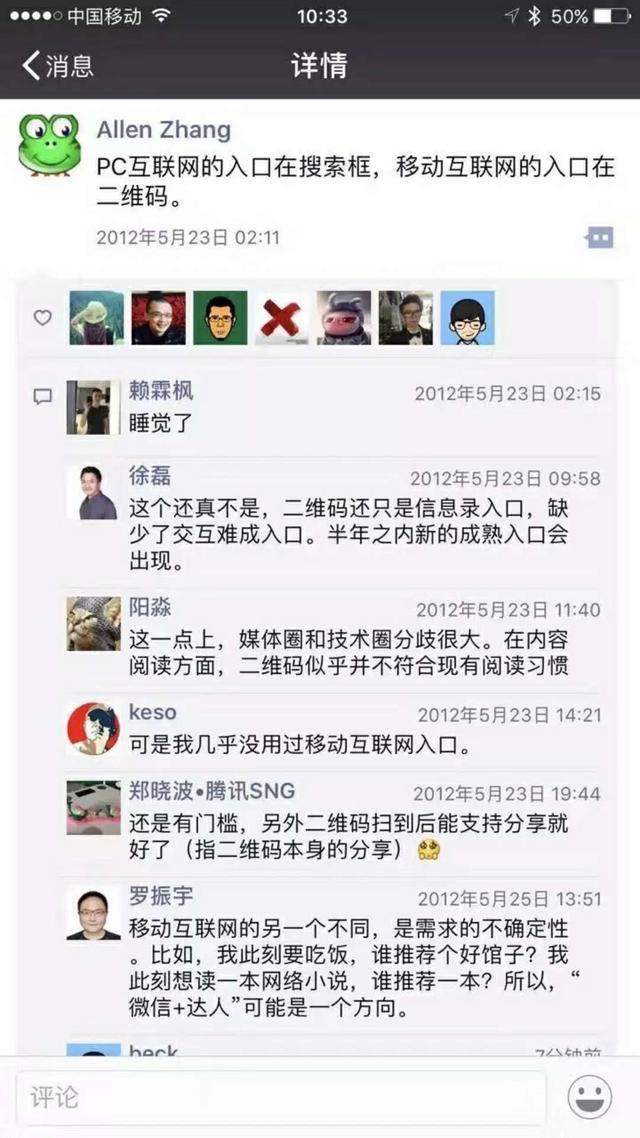 中国移动
10:33
50%
消息
详情
Allen Zhang
PC互联网的入口在搜索框，移动互联网的入口在
二维码。
2012年5月23日 02:11
赖霖枫
2012年5月23日 02:15
睡觉了
徐磊
2012年5月23日 09:58
这个还真不是，二维码还只是信息录入口，缺
少了交互难成入口。半年之内新的成熟入口会
出现。
阳淼
2012年5月23日 11:40
这一点上，媒体圈和技术圈分歧很大。在内容
阅读方面，二维码似乎并不符合现有阅读习惯
keso
2012年5月23日 14:21
可是我几乎没用过移动互联网入口。
郑晓波•腾讯SNG
2012年5月23日 19:44
还是有门槛，另外二维码扫到后能支持分享就
好了（指二维码本身的分享）
罗振宇
2012年5月25日 13:51
移动互联网的另一个不同，是需求的不确定性
。比如，我此刻要吃饭，谁推荐个好馆子？我
此刻想读一本网络小说，谁推荐一本？所以，“
微信+达人”可能是一个方向。
beck
7分钟前
评论